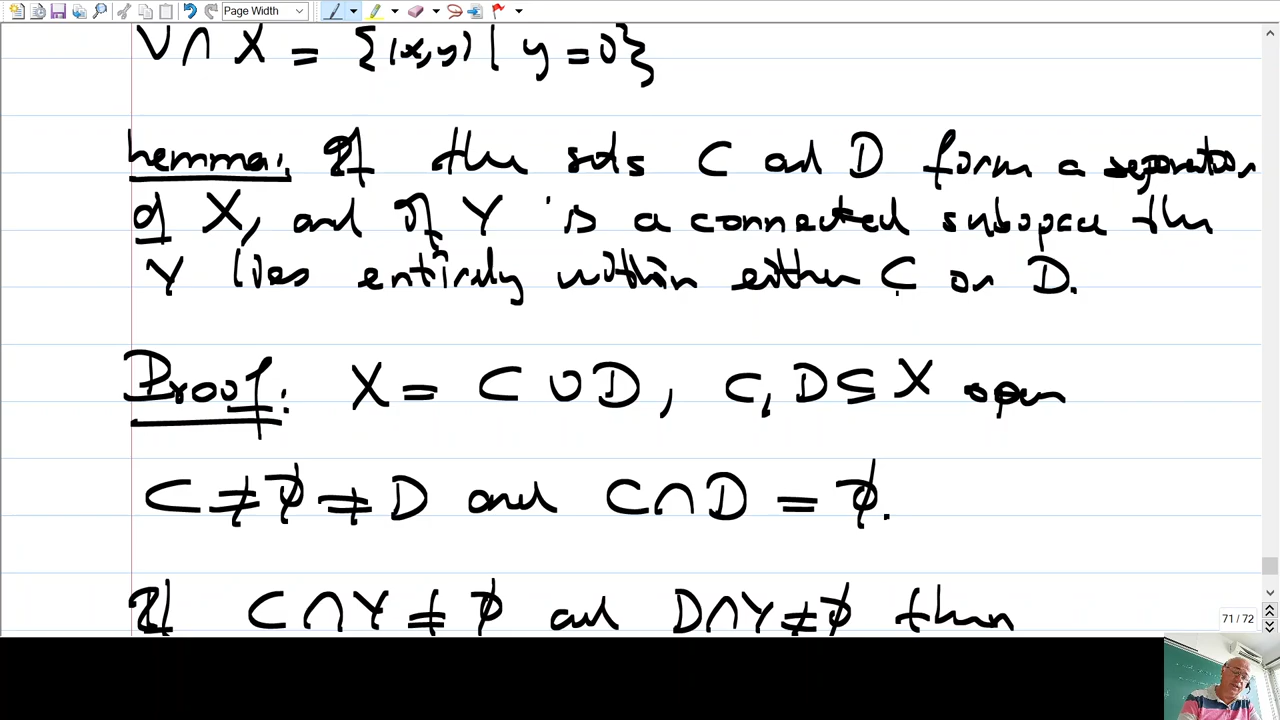 Page Width
V ∩ X = {(x,y) | y = 0}
Lemma: If the sets C and D form a separation
of X, and if Y is a connected subspace then
Y lies entirely within either C or D.
Proof: X = C ∪ D, C, D ⊆ X open
C ≠ ∅ ≠ D and C ∩ D = ∅.
If C ∩ Y ≠ ∅ and D ∩ Y ≠ ∅ then
71 / 72